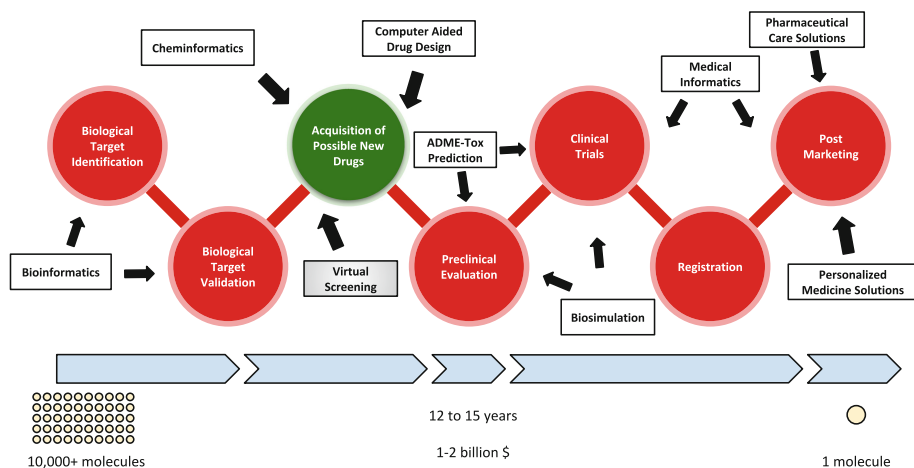 Pharmaceutical
Care Solutions
Computer Aided
Drug Design
Cheminformatics
Medical
Informatics
Biological
Target
Identification
Acquisition of
Possible New
Drugs
ADME-Tox
Prediction
Clinical
Trials
Post
Marketing
Bioinformatics
Biological
Target
Validation
Virtual
Screening
Preclinical
Evaluation
Registration
Personalized
Medicine Solutions
Biosimulation
12 to 15 years
10,000+ molecules
1-2 billion $
1 molecule